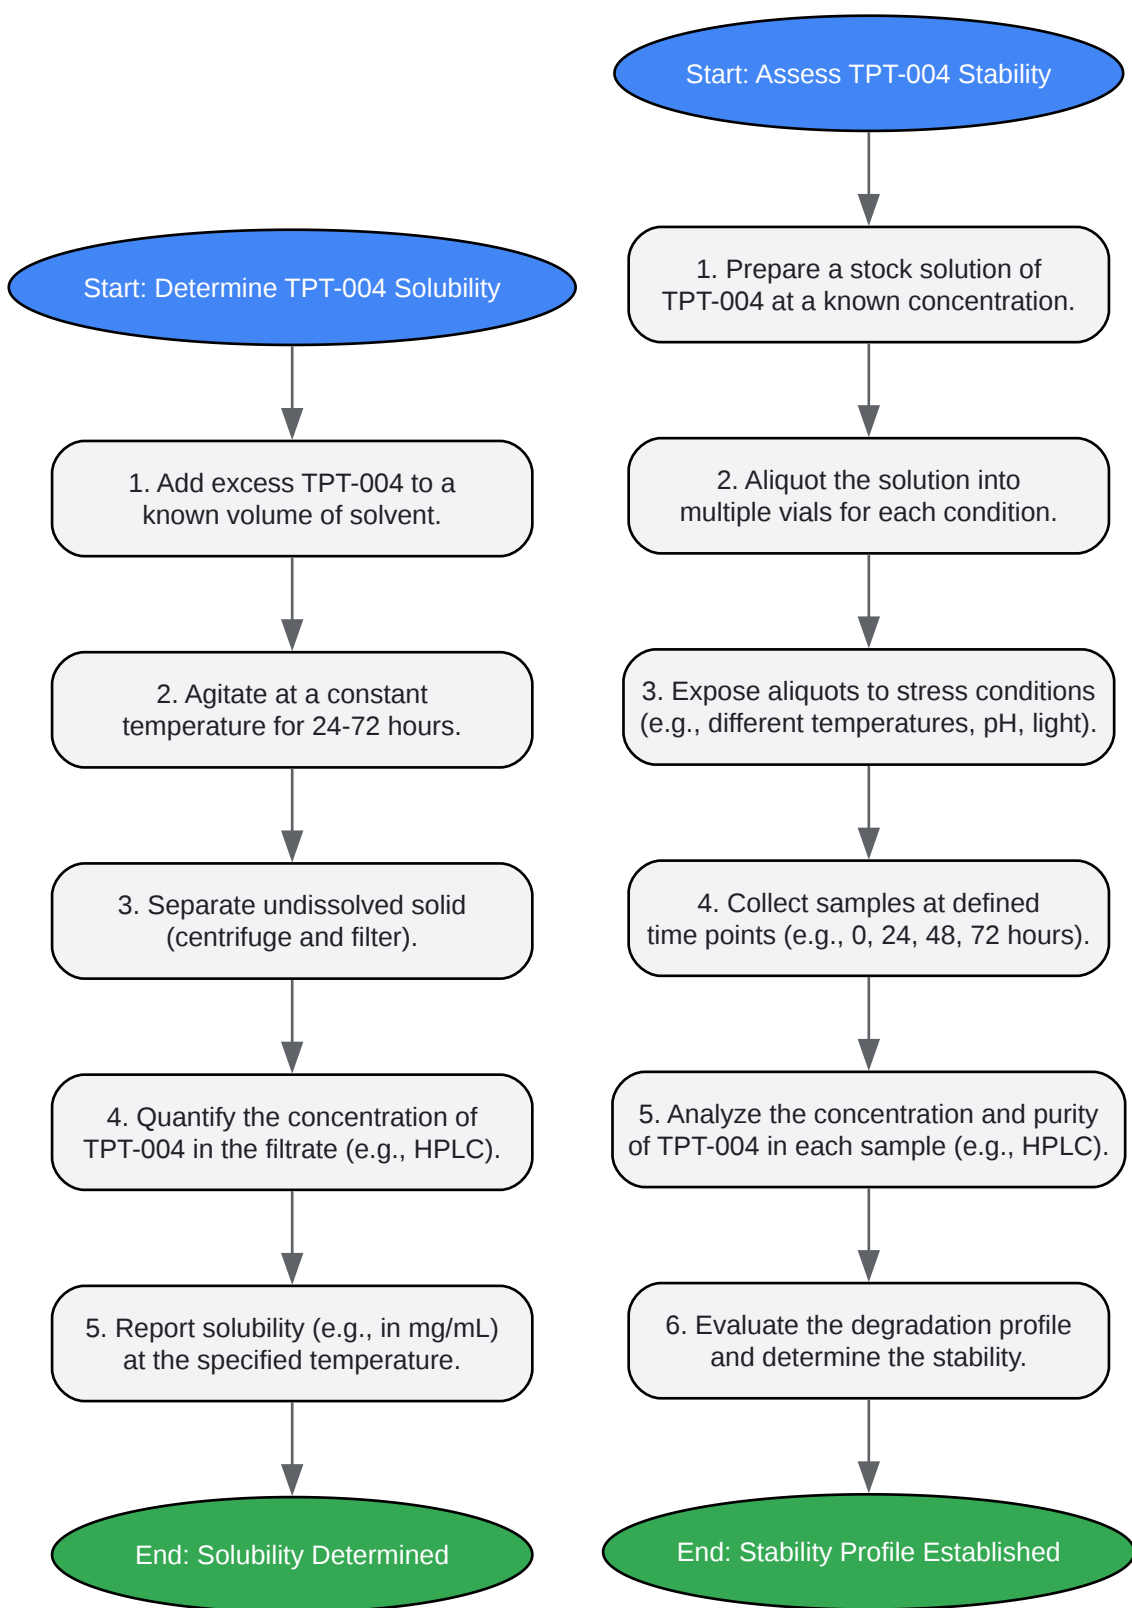 Start: Determine TPT-004 Solubility
1. Add excess TPT-004 to a
known volume of solvent.
2. Agitate at a constant
temperature for 24-72 hours.
3. Separate undissolved solid
(centrifuge and filter).
4. Quantify the concentration of
TPT-004 in the filtrate (e.g., HPLC).
5. Report solubility (e.g., in mg/mL)
at the specified temperature.
End: Solubility Determined
Start: Assess TPT-004 Stability
1. Prepare a stock solution of
TPT-004 at a known concentration.
2. Aliquot the solution into
multiple vials for each condition.
3. Expose aliquots to stress conditions
(e.g., different temperatures, pH, light).
4. Collect samples at defined
time points (e.g., 0, 24, 48, 72 hours).
5. Analyze the concentration and purity
of TPT-004 in each sample (e.g., HPLC).
6. Evaluate the degradation profile
and determine the stability.
End: Stability Profile Established